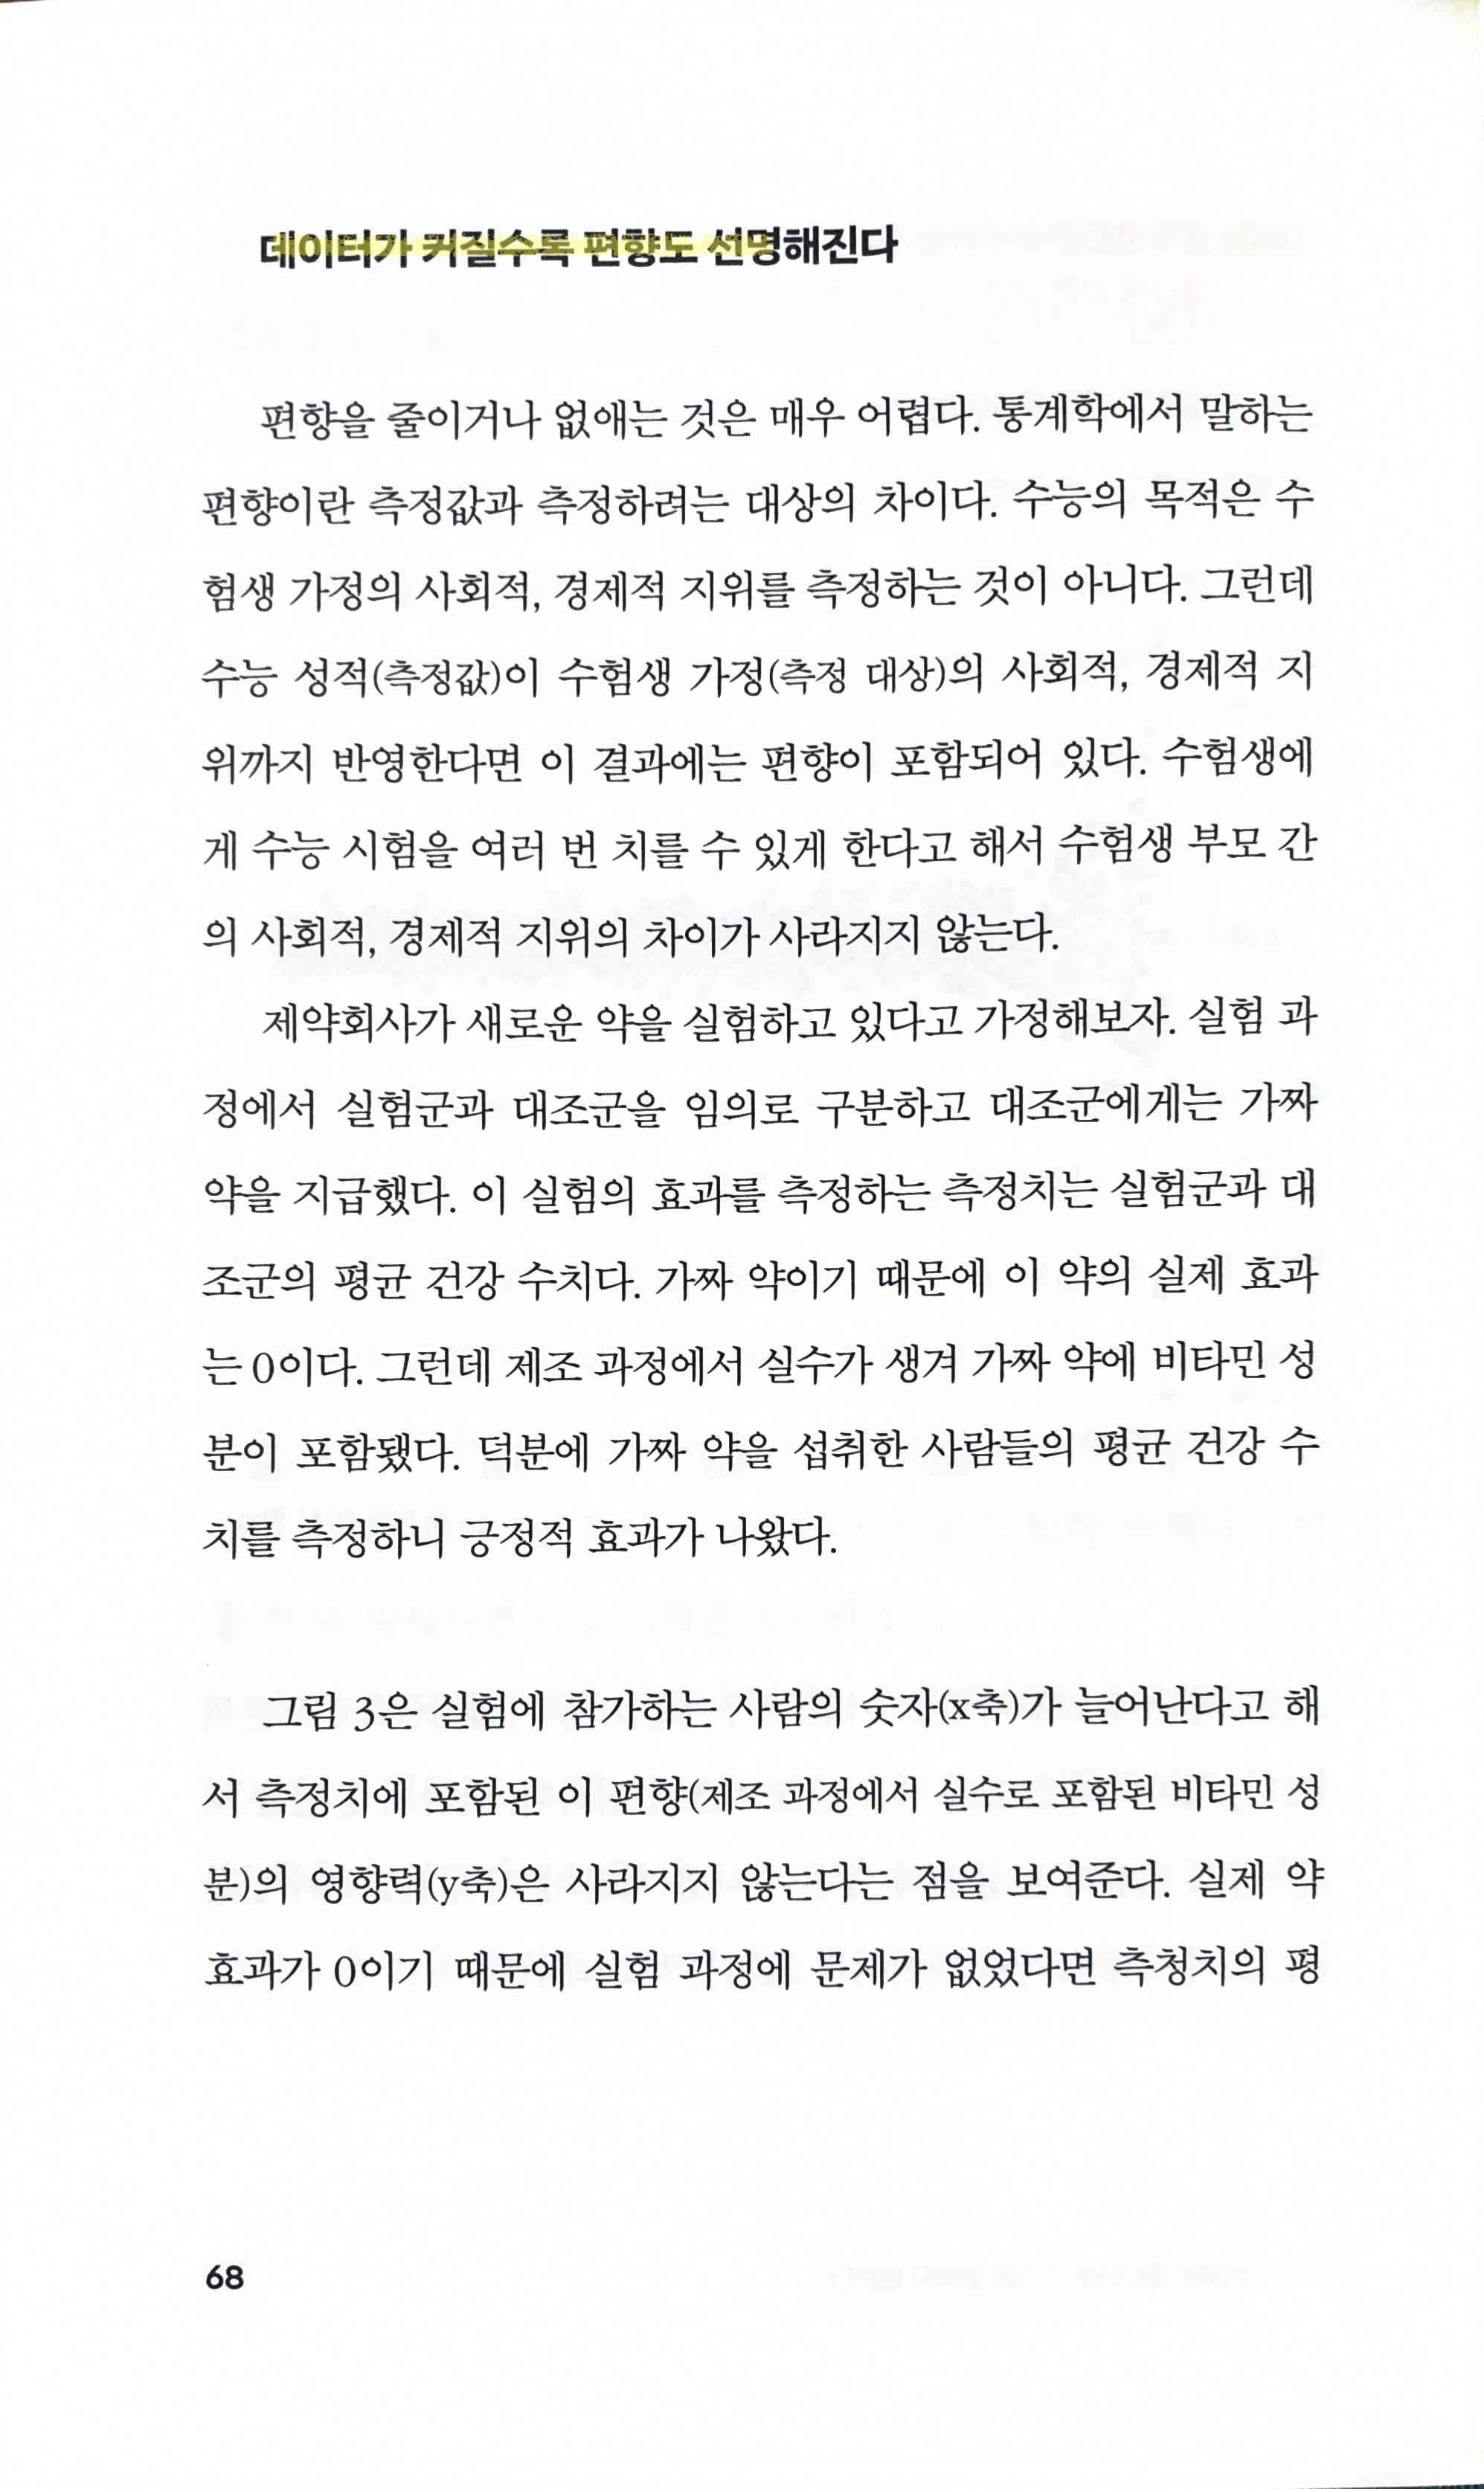 데이터가 커질수록 편향도 선명해진다
편향을 줄이거나 없애는 것은 매우 어렵다. 통계학에서 말하는
편향이란 측정값과 측정하려는 대상의 차이다. 수능의 목적은 수
험생 가정의 사회적, 경제적 지위를 측정하는 것이 아니다. 그런데
수능 성적(측정값)이 수험생 가정(측정 대상)의 사회적, 경제적 지
위까지 반영한다면 이 결과에는 편향이 포함되어 있다. 수험생에
게 수능 시험을 여러 번 치를 수 있게 한다고 해서 수험생 부모 간
의 사회적, 경제적 지위의 차이가 사라지지 않는다.
제약회사가 새로운 약을 실험하고 있다고 가정해보자. 실험 과
정에서 실험군과 대조군을 임의로 구분하고 대조군에게는 가짜
약을 지급했다. 이 실험의 효과를 측정하는 측정치는 실험군과 대
조군의 평균 건강 수치다. 가짜 약이기 때문에 이 약의 실제 효과
는 0이다. 그런데 제조 과정에서 실수가 생겨 가짜 약에 비타민 성
분이 포함됐다. 덕분에 가짜 약을 섭취한 사람들의 평균 건강 수
치를 측정하니 긍정적 효과가 나왔다.
그림 3은 실험에 참가하는 사람의 숫자(x축)가 늘어난다고 해
서 측정치에 포함된 이 편향(제조 과정에서 실수로 포함된 비타민 성
분)의 영향력(y축)은 사라지지 않는다는 점을 보여준다. 실제 약
효과가 0이기 때문에 실험 과정에 문제가 없었다면 측청치의 평
68